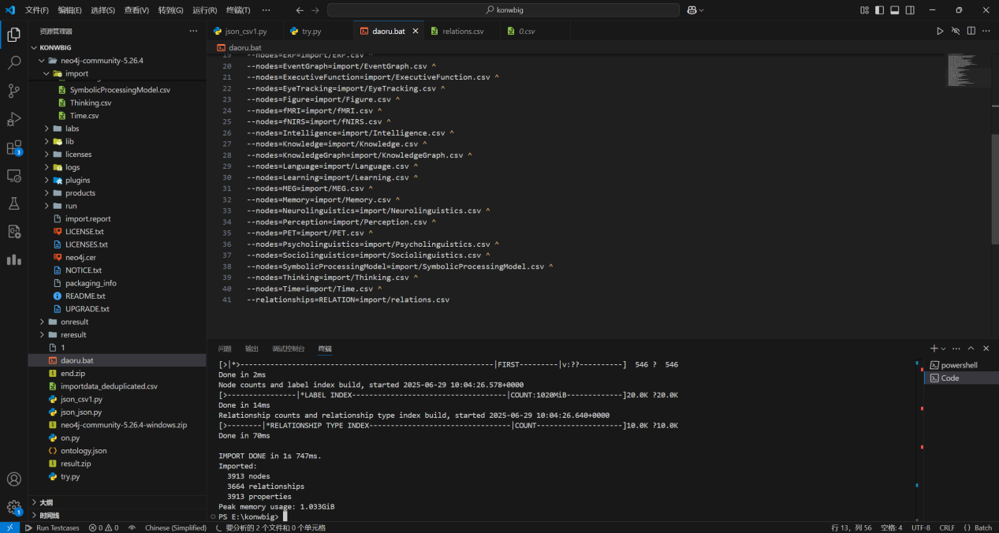 文件(F) 编辑(E) 选择(S) 查看(V) 转到(G) 运行(R) 终端(T) ··· konwbig
资源管理器 ···
json_csv1.py try.py daoru.bat relations.csv 0.csv
daoru.bat
KONWBIG
neo4j-community-5.26.4
import
SymbolicProcessingModel.csv
Thinking.csv
Time.csv
labs
lib
licenses
logs
plugins
products
run
import.report
LICENSE.txt
LICENSES.txt
neo4j.cer
NOTICE.txt
packaging_info
README.txt
UPGRADE.txt
onresult
reresult
1
daoru.bat
end.zip
importdata_deduplicated.csv
json_csv1.py
json_json.py
neo4j-community-5.26.4-windows.zip
on.py
ontology.json
result.zip
try.py
大纲
时间线
3
1
19 --nodes=ERP=import/ERP.csv ^
20 --nodes=EventGraph=import/EventGraph.csv ^
21 --nodes=ExecutiveFunction=import/ExecutiveFunction.csv ^
22 --nodes=EyeTracking=import/EyeTracking.csv ^
23 --nodes=Figure=import/Figure.csv ^
24 --nodes=fMRI=import/fMRI.csv ^
25 --nodes=fNIRS=import/fNIRS.csv ^
26 --nodes=Intelligence=import/Intelligence.csv ^
27 --nodes=Knowledge=import/Knowledge.csv ^
28 --nodes=KnowledgeGraph=import/KnowledgeGraph.csv ^
29 --nodes=Language=import/Language.csv ^
30 --nodes=Learning=import/Learning.csv ^
31 --nodes=MEG=import/MEG.csv ^
32 --nodes=Memory=import/Memory.csv ^
33 --nodes=Neurolinguistics=import/Neurolinguistics.csv ^
34 --nodes=Perception=import/Perception.csv ^
35 --nodes=PET=import/PET.csv ^
36 --nodes=Psycholinguistics=import/Psycholinguistics.csv ^
37 --nodes=Sociolinguistics=import/Sociolinguistics.csv ^
38 --nodes=SymbolicProcessingModel=import/SymbolicProcessingModel.csv ^
39 --nodes=Thinking=import/Thinking.csv ^
40 --nodes=Time=import/Time.csv ^
41 --relationships=RELATION=import/relations.csv
问题 输出 调试控制台 终端
powershell
Code
[>|*>--------------------------------------------------------|FIRST---------|v:??----------] 546 ? 546
Done in 2ms
Node counts and label index build, started 2025-06-29 10:04:26.578+0000
[>---------------|*LABEL INDEX----------------------------------|COUNT:1020MiB-------------]20.0K ?20.0K
Done in 14ms
Relationship counts and relationship type index build, started 2025-06-29 10:04:26.640+0000
[>--------|*RELATIONSHIP TYPE INDEX--------------------------------|COUNT-------------------]10.0K ?10.0K
Done in 70ms
IMPORT DONE in 1s 747ms.
Imported:
3913 nodes
3664 relationships
3913 properties
Peak memory usage: 1.033GiB
PS E:\konwbig>
Run Testcases 0 0 Chinese (Simplified) 要分析的 2 个文件和 0 个单元格 行 13，列 56 空格: 4 UTF-8 CRLF {} Batch